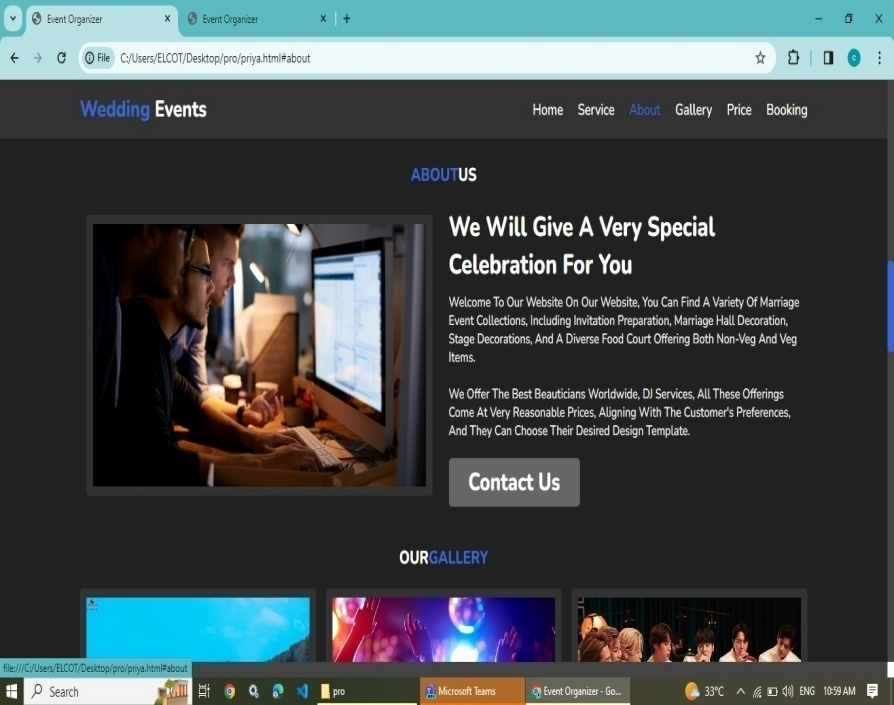 Event Organizer
Event Organizer
File C:/Users/ELCOT/Desktop/pro/priya.html#about
Wedding Events
Home Service About Gallery Price Booking
ABOUTUS
We Will Give A Very Special
Celebration For You
Welcome To Our Website On Our Website, You Can Find A Variety Of Marriage
Event Collections, Including Invitation Preparation, Marriage Hall Decoration,
Stage Decorations, And A Diverse Food Court Offering Both Non-Veg And Veg
Items.
We Offer The Best Beauticians Worldwide, DJ Services, All These Offerings
Come At Very Reasonable Prices, Aligning With The Customer's Preferences,
And They Can Choose Their Desired Design Template.
Contact Us
OURGALLERY
file:///C:/Users/ELCOT/Desktop/pro/priya.html#about
Search pro Microsoft Teams Event Organizer - Go... 33°C ENG 10:59 AM